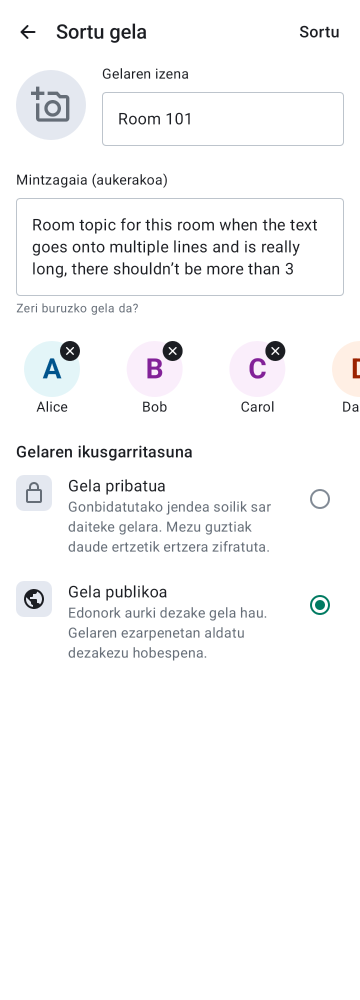 Sortu gela
Sortu
Gelaren izena
Room 101
Mintzagaia (aukerakoa)
Room topic for this room when the text
goes onto multiple lines and is really
long, there shouldn’t be more than 3
Zeri buruzko gela da?
A
B
C
Alice
Bob
Carol
Da
Gelaren ikusgarritasuna
Gela pribatua
Gonbidatutako jendea soilik sar
daiteke gelara. Mezu guztiak
daude ertzetik ertzera zifratuta.
Gela publikoa
Edonork aurki dezake gela hau.
Gelaren ezarpenetan aldatu
dezakezu hobespena.